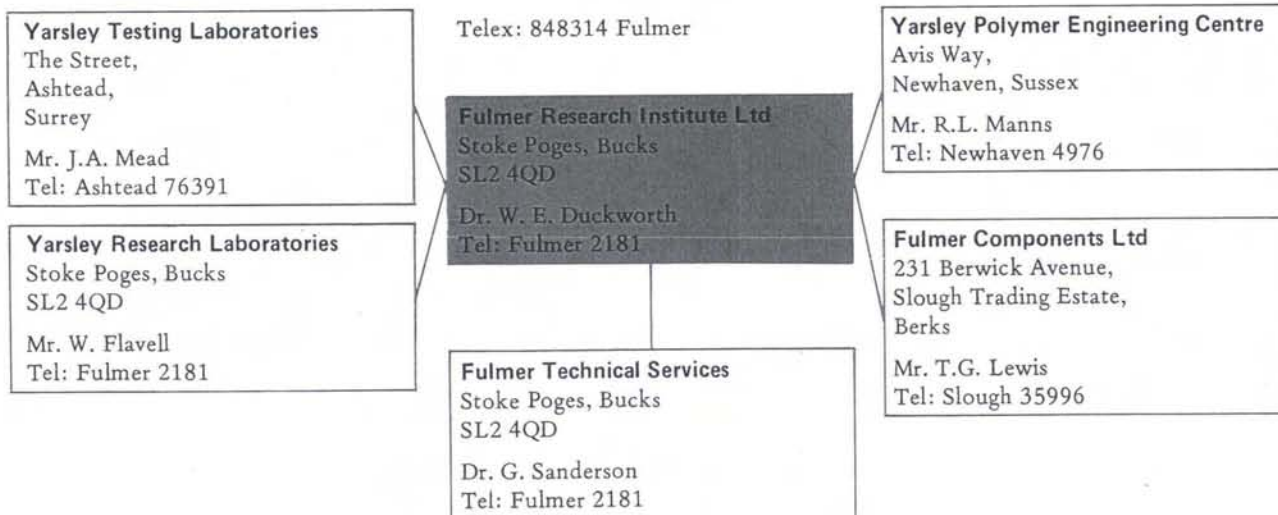 Yarsley Testing Laboratories
The Street,
Ashtead,
Surrey
Mr. J.A. Mead
Tel: Ashtead 76391
Yarsley Research Laboratories
Stoke Poges, Bucks
SL2 4QD
Mr. W. Flavell
Tel: Fulmer 2181
Telex: 848314 Fulmer
Fulmer Research Institute Ltd
Stoke Poges, Bucks
SL2 4QD
Dr. W. E. Duckworth
Tel: Fulmer 2181
Fulmer Technical Services
Stoke Poges, Bucks
SL2 4QD
Dr. G. Sanderson
Tel: Fulmer 2181
Yarsley Polymer Engineering Centre
Avis Way,
Newhaven, Sussex
Mr. R.L. Manns
Tel: Newhaven 4976
Fulmer Components Ltd
231 Berwick Avenue,
Slough Trading Estate,
Berks
Mr. T.G. Lewis
Tel: Slough 35996